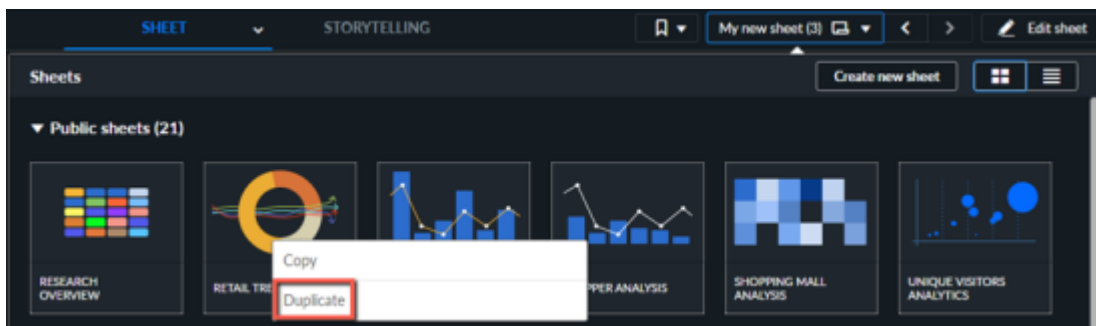 SHEET
STORYTELLING
My new sheet (3)
Edit sheet
Sheets
Create new sheet
Public sheets (21)
Copy
Duplicate
RESEARCH
OVERVIEW
RETAIL TRE
PPER ANALYSIS
SHOPPING MALL
ANALYSIS
UNIQUE VISITORS
ANALYTICS